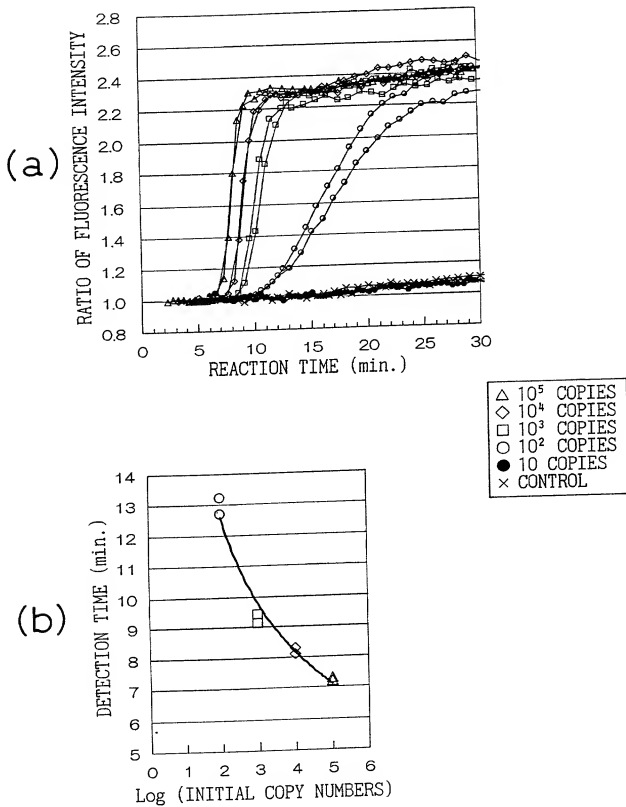 (a)
RATIO OF FLUORESCENCE INTENSITY
2.8
2.6
2.4
2.2
2.0
1.8
1.6
1.4
1.2
1.0
0.8
0 5 10 15 20 25 30
REACTION TIME (min.)
△ 10⁵ COPIES
◇ 10⁴ COPIES
□ 10³ COPIES
○ 10² COPIES
● 10 COPIES
× CONTROL
(b)
DETECTION TIME (min.)
14
13
12
11
10
9
8
7
6
5
0 1 2 3 4 5 6
Log (INITIAL COPY NUMBERS)